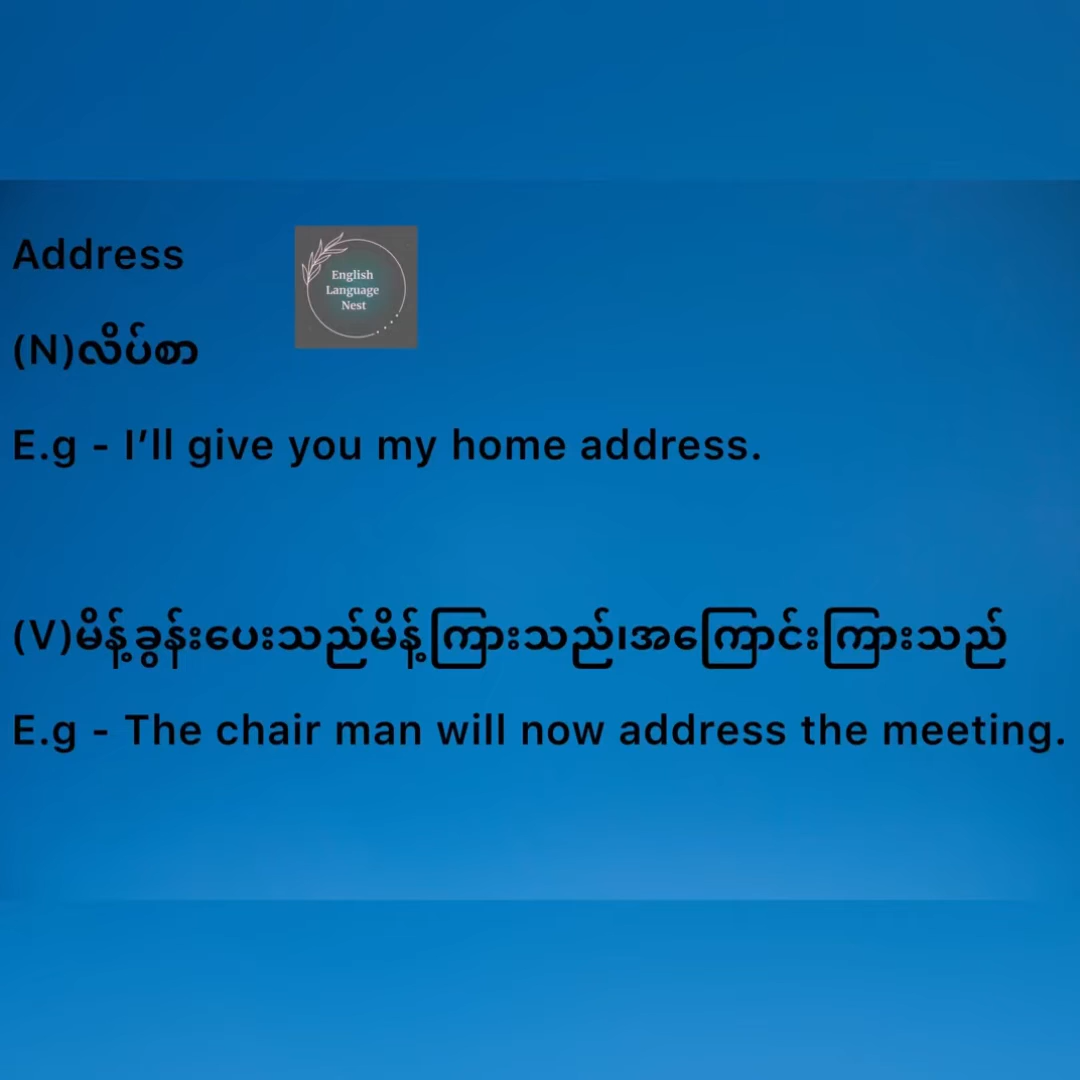 Address
English
Language
Nest
(N)လိပ်စာ
E.g - I’ll give you my home address.
(V)မိန့်ခွန်းပေးသည်မိန့်ကြားသည်၊အကြောင်းကြားသည်
E.g - The chair man will now address the meeting.